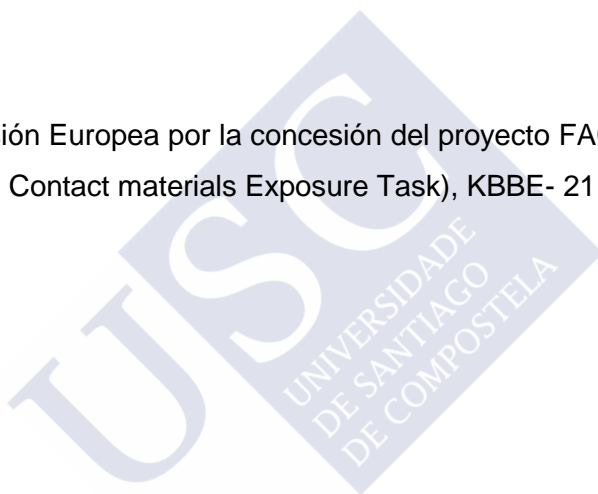 sión Europea por la concesión del proyecto FA
Contact materials Exposure Task), KBBE- 21
USC
UNIVERSIDADE
DE SANTIAGO
DE COMPOSTELA